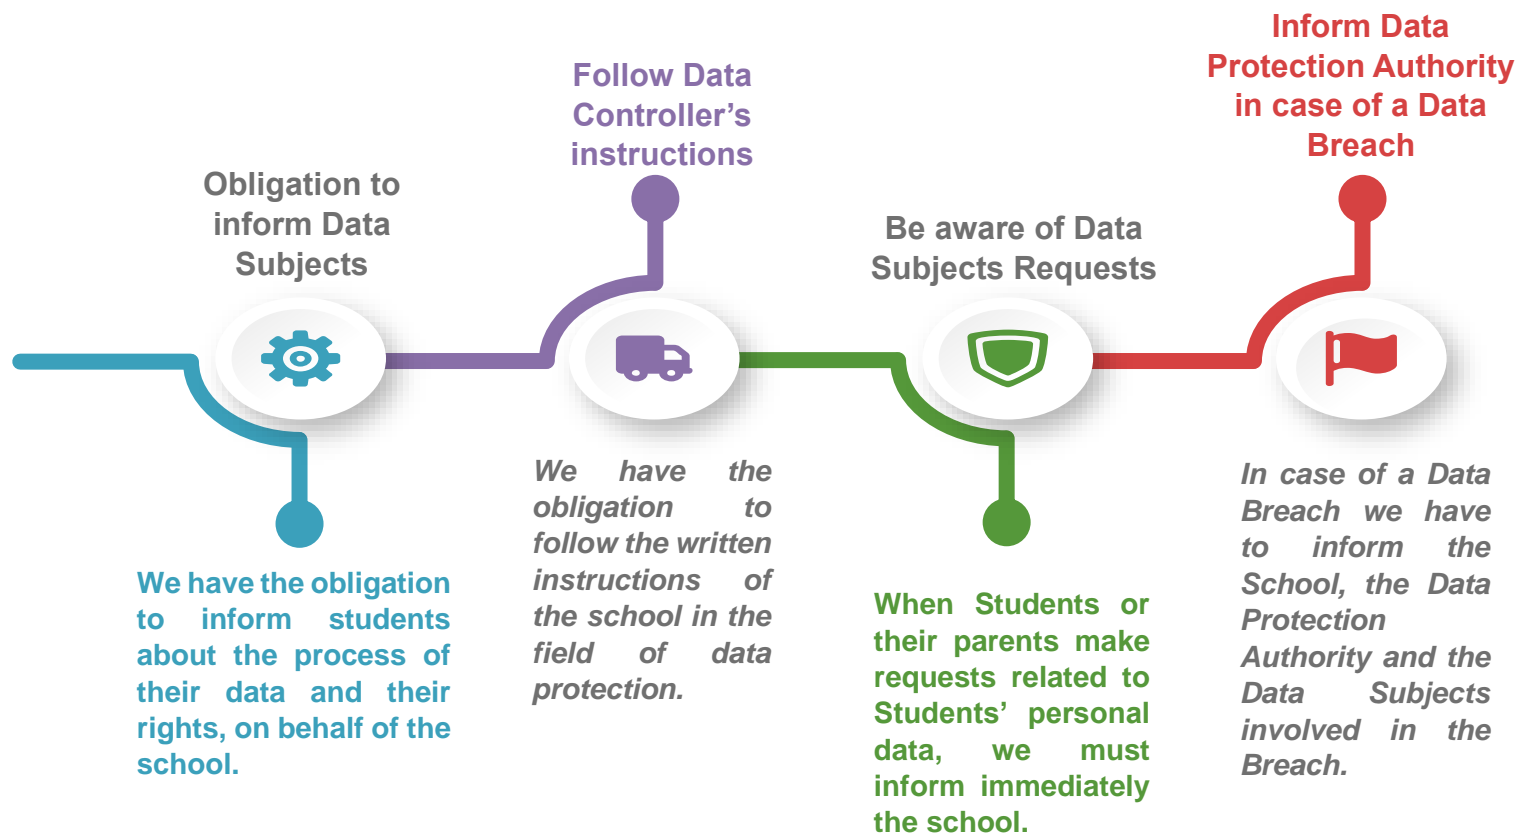 Obligation to
inform Data
Subjects
We have the obligation
to inform students
about the process of
their data and their
rights, on behalf of the
school.
Follow Data
Controller’s
instructions
We have the
obligation to
follow the written
instructions of
the school in the
field of data
protection.
Be aware of Data
Subjects Requests
When Students or
their parents make
requests related to
Students’ personal
data, we must
inform immediately
the school.
Inform Data
Protection Authority
in case of a Data
Breach
In case of a Data
Breach we have
to inform the
School, the Data
Protection
Authority and the
Data Subjects
involved in the
Breach.